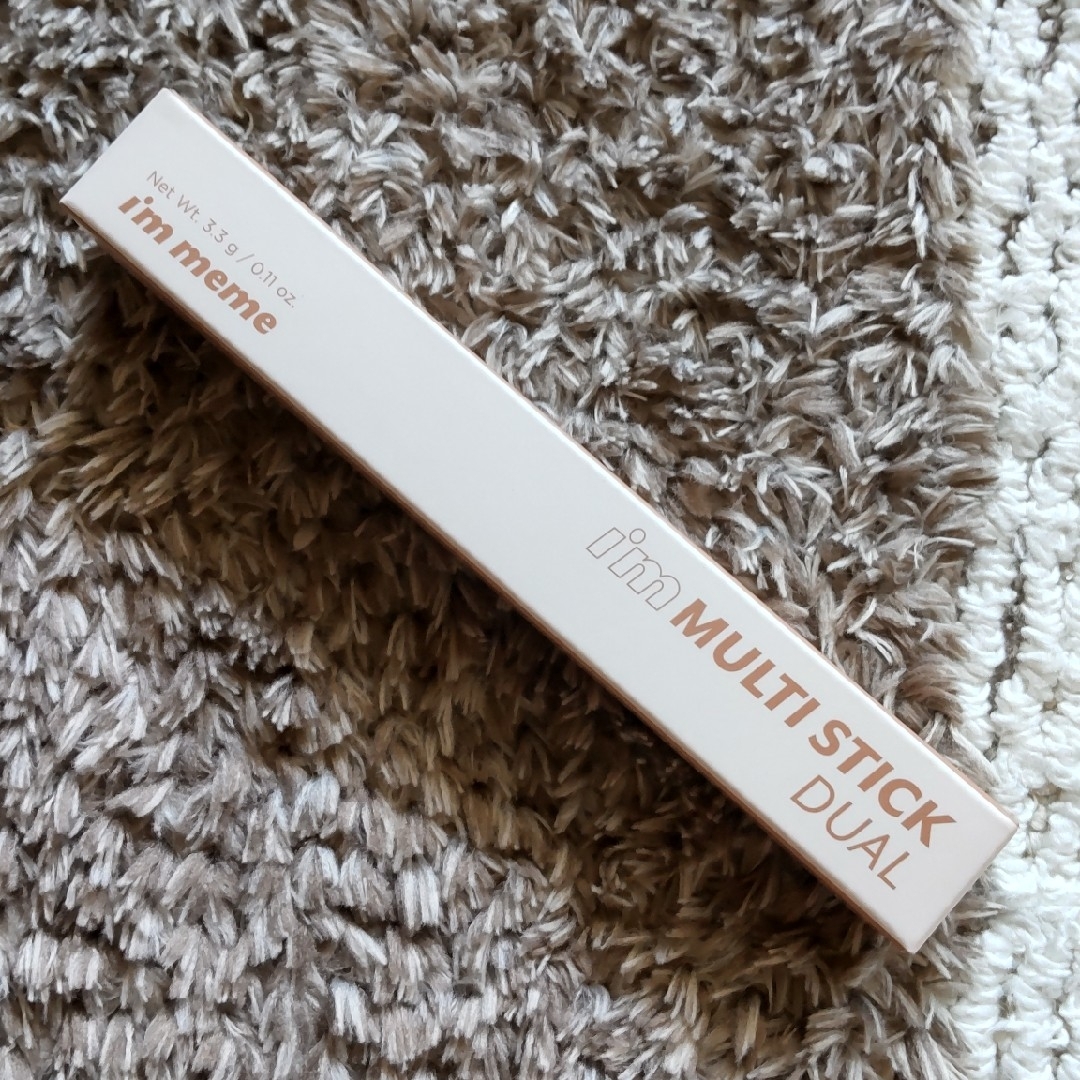 Net Wt. 3.3 g / 0.11 oz
i'm meme
i'm MULTI STICK
DUAL